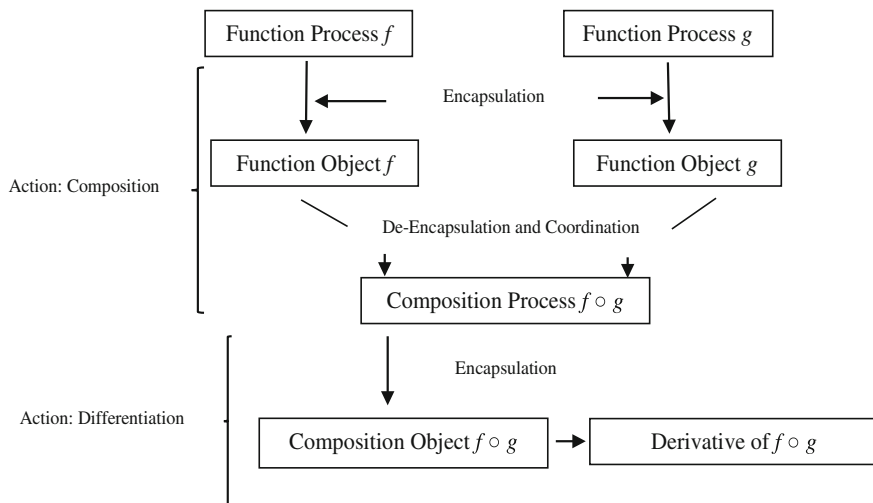 Function Process f
Function Process g
Encapsulation
Function Object f
Function Object g
Action: Composition
De-Encapsulation and Coordination
Composition Process f ∘ g
Encapsulation
Action: Differentiation
Composition Object f ∘ g
Derivative of f ∘ g